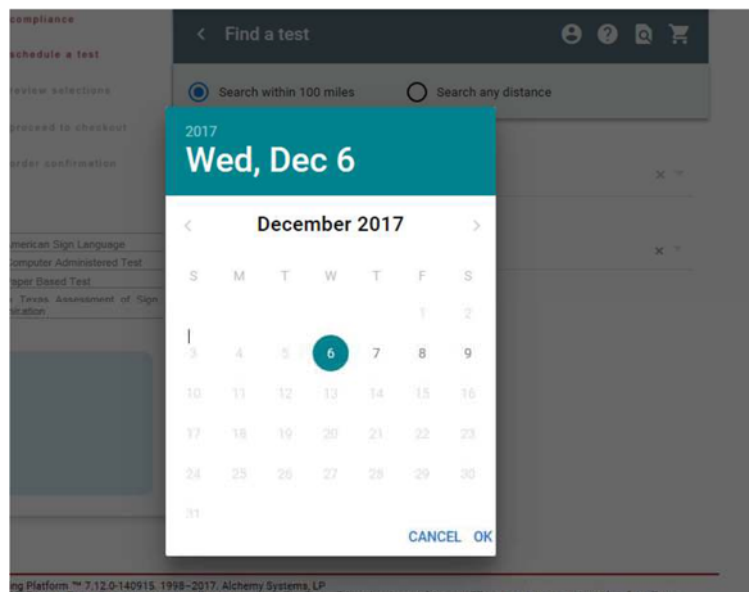 compliance
schedule a test
review selections
proceed to checkout
order confirmation
American Sign Language
Computer Administered Test
Paper Based Test
Texas Assessment of Sign
Find a test
Search within 100 miles
Search any distance
2017
Wed, Dec 6
December 2017
S M T W T F S
1 2
3 4 5 6 7 8 9
10 11 12 13 14 15 16
17 18 19 20 21 22 23
24 25 26 27 28 29 30
31
CANCEL OK
ng Platform ™ 7.12.0-140915. 1998–2017. Alchemy Systems, LP